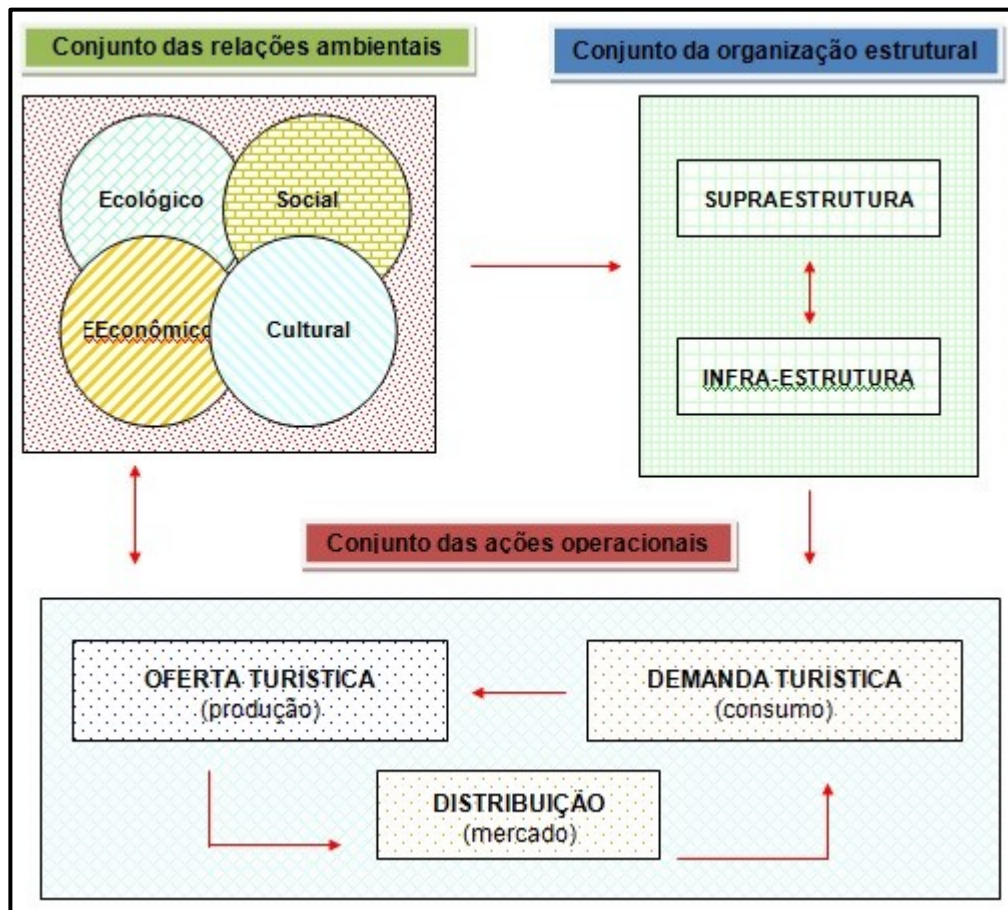 Conjunto das relações ambientais
Conjunto da organização estrutural
Ecológico
Social
EEconômico
Cultural
SUPRAESTRUTURA
INFRA-ESTRUTURA
Conjunto das ações operacionais
OFERTA TURÍSTICA
(produção)
DEMANDA TURÍSTICA
(consumo)
DISTRIBUIÇÃO
(mercado)